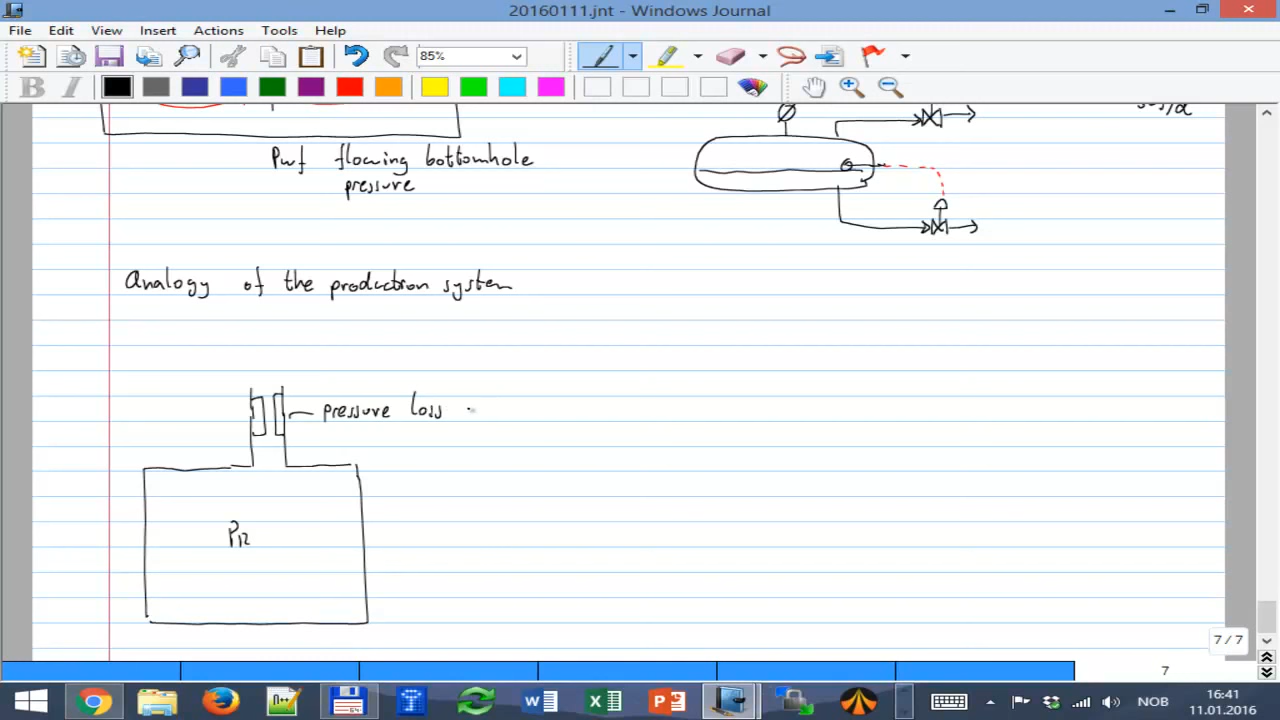 20160111.jnt - Windows Journal
File Edit View Insert Actions Tools Help
85%
B I
Pwf flowing bottomhole
pressure
Analogy of the production system
pressure loss
PR
7 / 7
7
NOB
16:41
11.01.2016